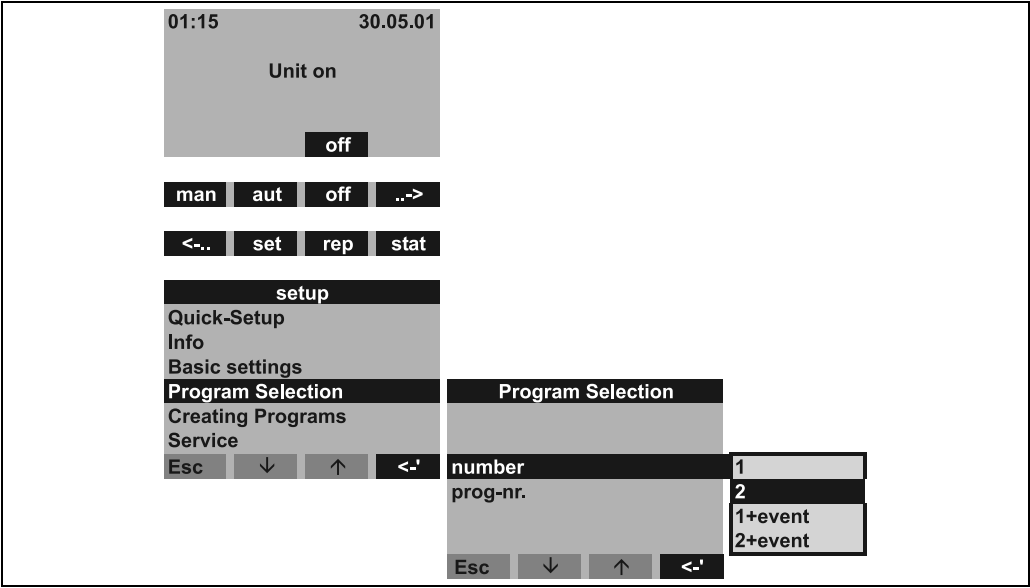 01:15 30.05.01
Unit on
off
man aut off ..->
<-.. set rep stat
setup
Quick-Setup
Info
Basic settings
Program Selection
Creating Programs
Service
Esc ↓ ↑ <-'
Program Selection
number
prog-nr.
Esc ↓ ↑ <-'
1
2
1+event
2+event